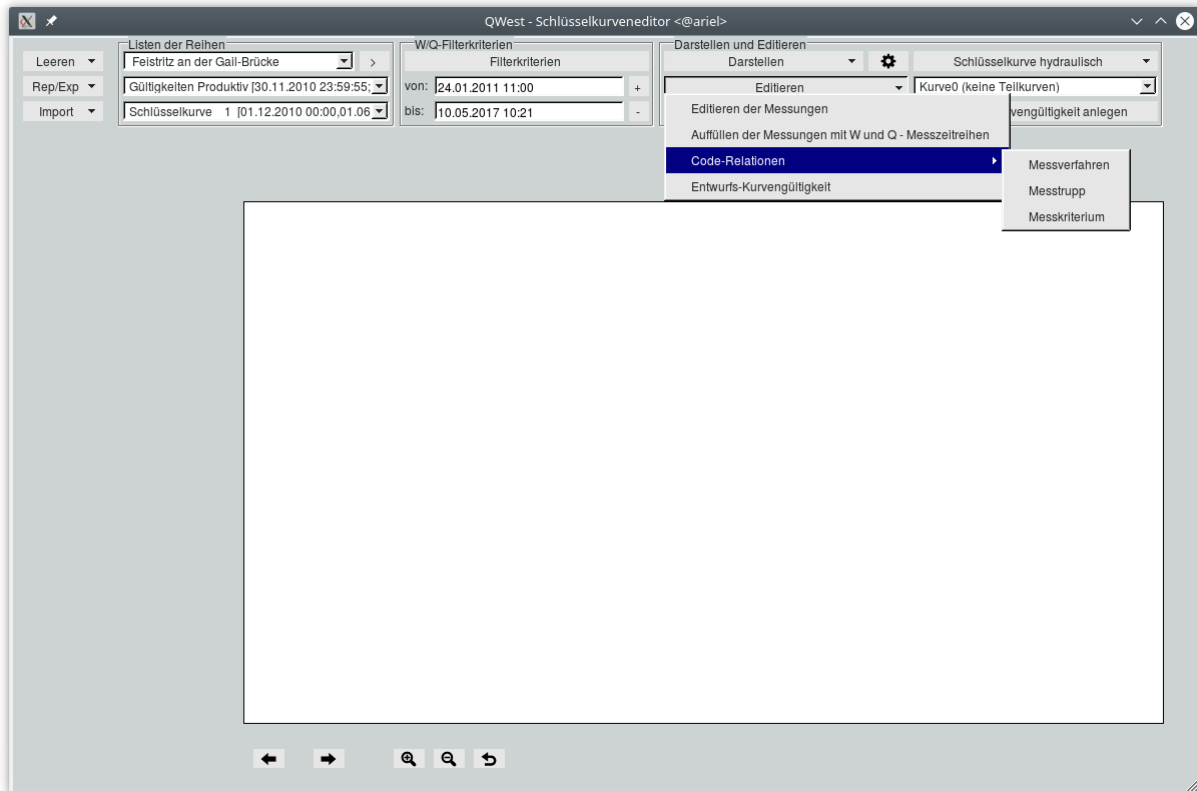 QWest - Schlüsselkurveneditor <@ariel>
Listen der Reihen
W/Q-Filterkriterien
Darstellen und Editieren
Leeren
Feistritz an der Gail-Brücke
>
Filterkriterien
Darstellen
Schlüsselkurve hydraulisch
Rep/Exp
Gültigkeiten Produktiv [30.11.2010 23:59:55;
von:
24.01.2011 11:00
+
Editieren
Kurve0 (keine Teilkurven)
Import
Schlüsselkurve 1 [01.12.2010 00:00,01.06
bis:
10.05.2017 10:21
-
vengültigkeit anlegen
Editieren der Messungen
Auffüllen der Messungen mit W und Q - Messzeitreihen
Code-Relationen
Entwurfs-Kurvengültigkeit
Messverfahren
Messtrupp
Messkriterium